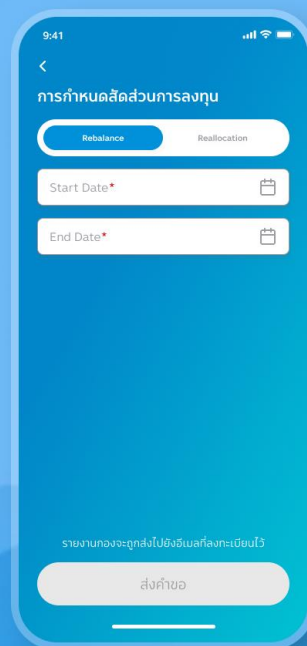 9:41
การกำหนดสัดส่วนการลงทุน
Rebalance
Reallocation
Start Date*
End Date*
รายงานกองจะถูกส่งไปยังอีเมลที่ลงทะเบียนไว้
ส่งคำขอ